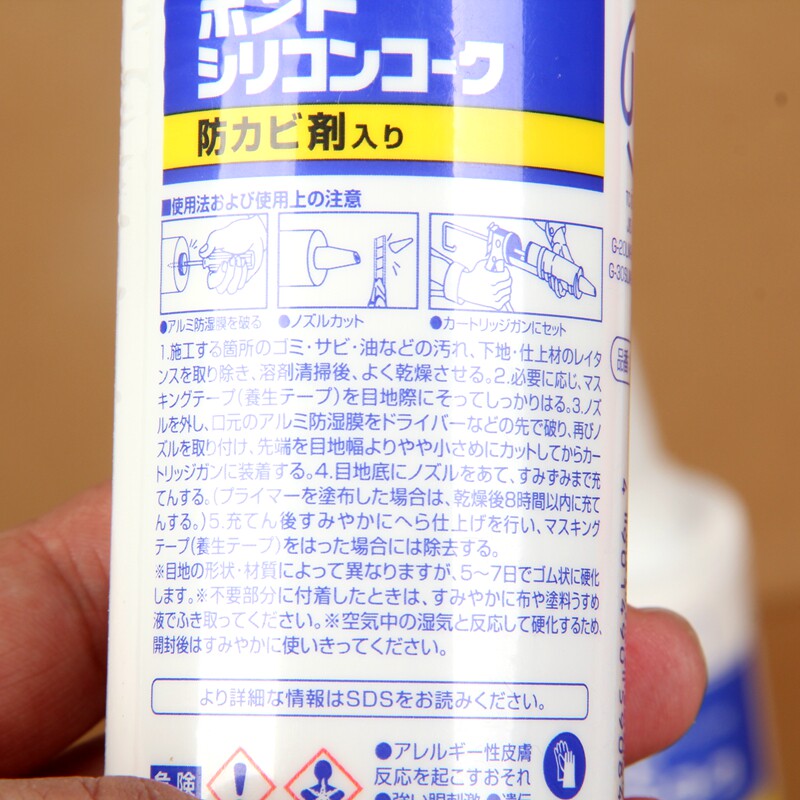 ボンド
シリコンコーク
防カビ剤入り
■使用法および使用上の注意
●アルミ防湿膜を破る ●ノズルカット ●カートリッジガンにセット
1.施工する箇所のゴミ・サビ・油などの汚れ、下地・仕上材のレイタ
ンスを取り除き、溶剤清掃後、よく乾燥させる。2.必要に応じ、マス
キングテープ(養生テープ)を目地際にそってしっかりはる。3.ノズ
ルを外し、口元のアルミ防湿膜をドライバーなどの先で破り、再びノ
ズルを取り付け、先端を目地幅よりやや小さめにカットしてからカー
トリッジガンに装着する。4.目地底にノズルをあて、すみずみまで充
てんする。(プライマーを塗布した場合は、乾燥後8時間以内に充て
んする。)5.充てん後すみやかにへら仕上げを行い、マスキング
テープ(養生テープ)をはった場合には除去する。
※目地の形状・材質によって異なりますが、5〜7日でゴム状に硬化
します。※不要部分に付着したときは、すみやかに布や塗料うすめ
液でふき取ってください。※空気中の湿気と反応して硬化するため、
開封後はすみやかに使いきってください。
より詳細な情報はSDSをお読みください。
危険
●アレルギー性皮膚
反応を起こすおそれ
●強い眼刺激 ●遺伝
品番